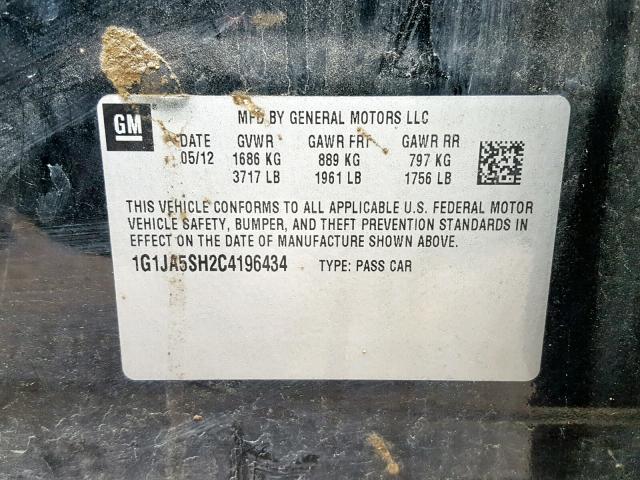 GM
MFD BY GENERAL MOTORS LLC
DATE GVWR GAWR FRT GAWR RR
05/12 1686 KG 889 KG 797 KG
3717 LB 1961 LB 1756 LB
THIS VEHICLE CONFORMS TO ALL APPLICABLE U.S. FEDERAL MOTOR
VEHICLE SAFETY, BUMPER, AND THEFT PREVENTION STANDARDS IN
EFFECT ON THE DATE OF MANUFACTURE SHOWN ABOVE.
1G1JA5SH2C4196434 TYPE: PASS CAR